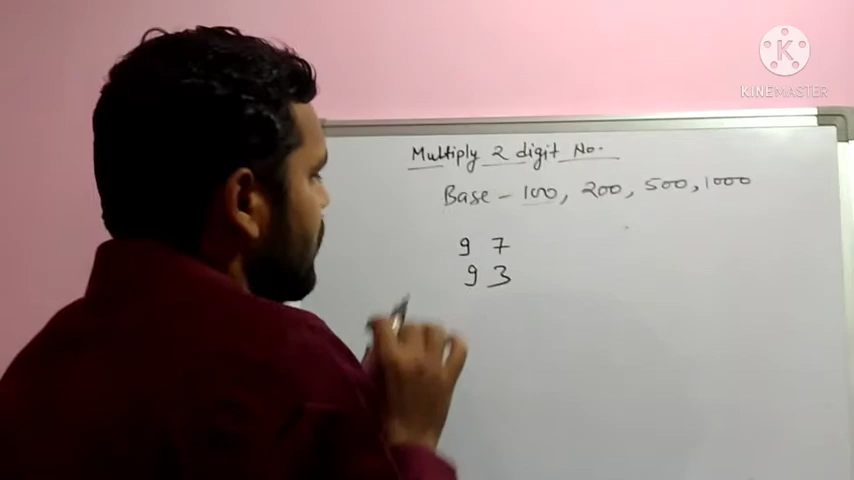 K
KINEMASTER
Multiply 2 digit No.
Base - 100, 200, 500, 1000
9 7
9 3